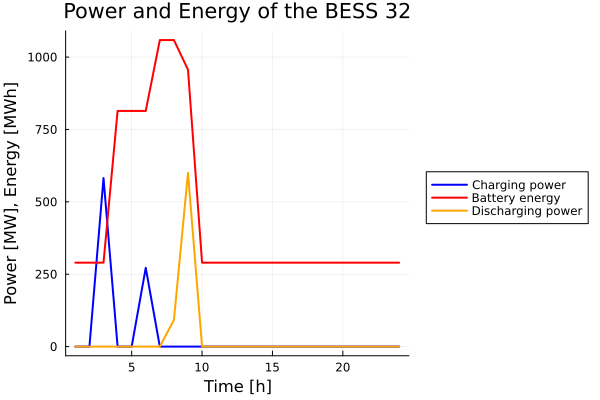 Power and Energy of the BESS 32
Power [MW], Energy [MWh]
1000
750
500
250
0
5
10
15
20
Time [h]
Charging power
Battery energy
Discharging power